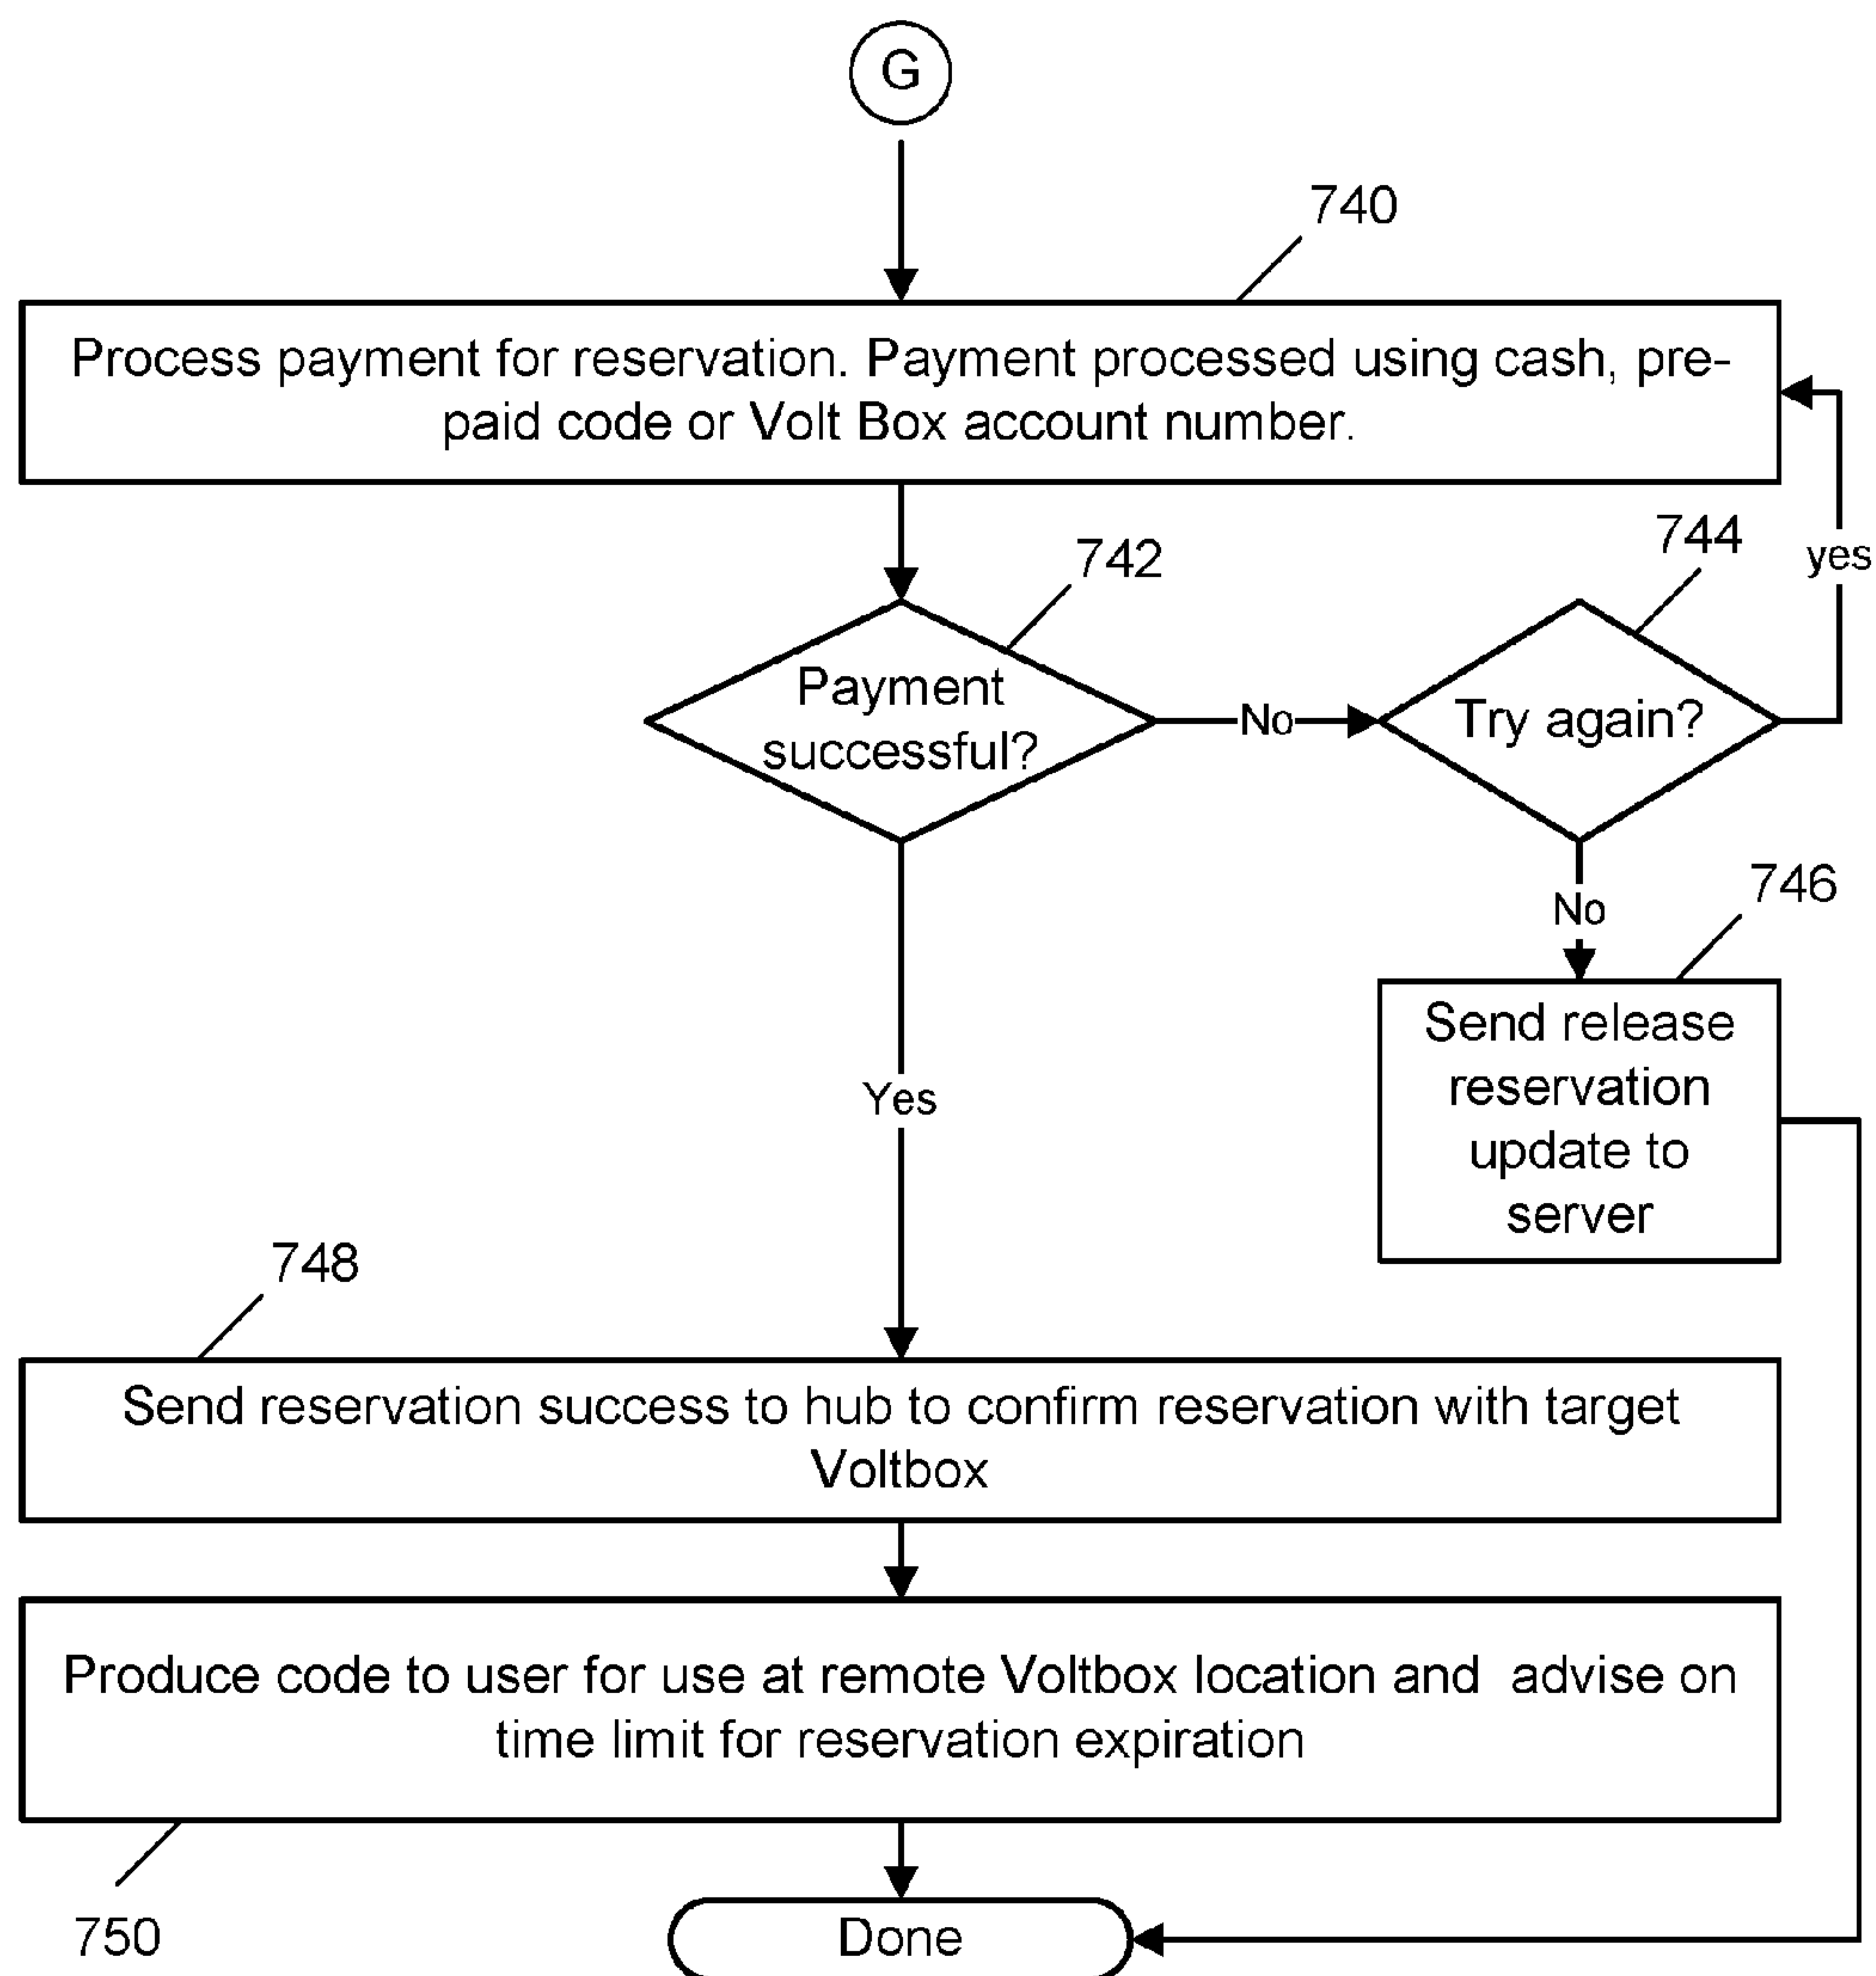 G
740
Process payment for reservation. Payment processed using cash, pre-
paid code or Volt Box account number.
742
744
yes
Payment
successful?
No
Try again?
No
746
Send release
reservation
update to
server
Yes
748
Send reservation success to hub to confirm reservation with target
Voltbox
Produce code to user for use at remote Voltbox location and  advise on
time limit for reservation expiration
750
Done